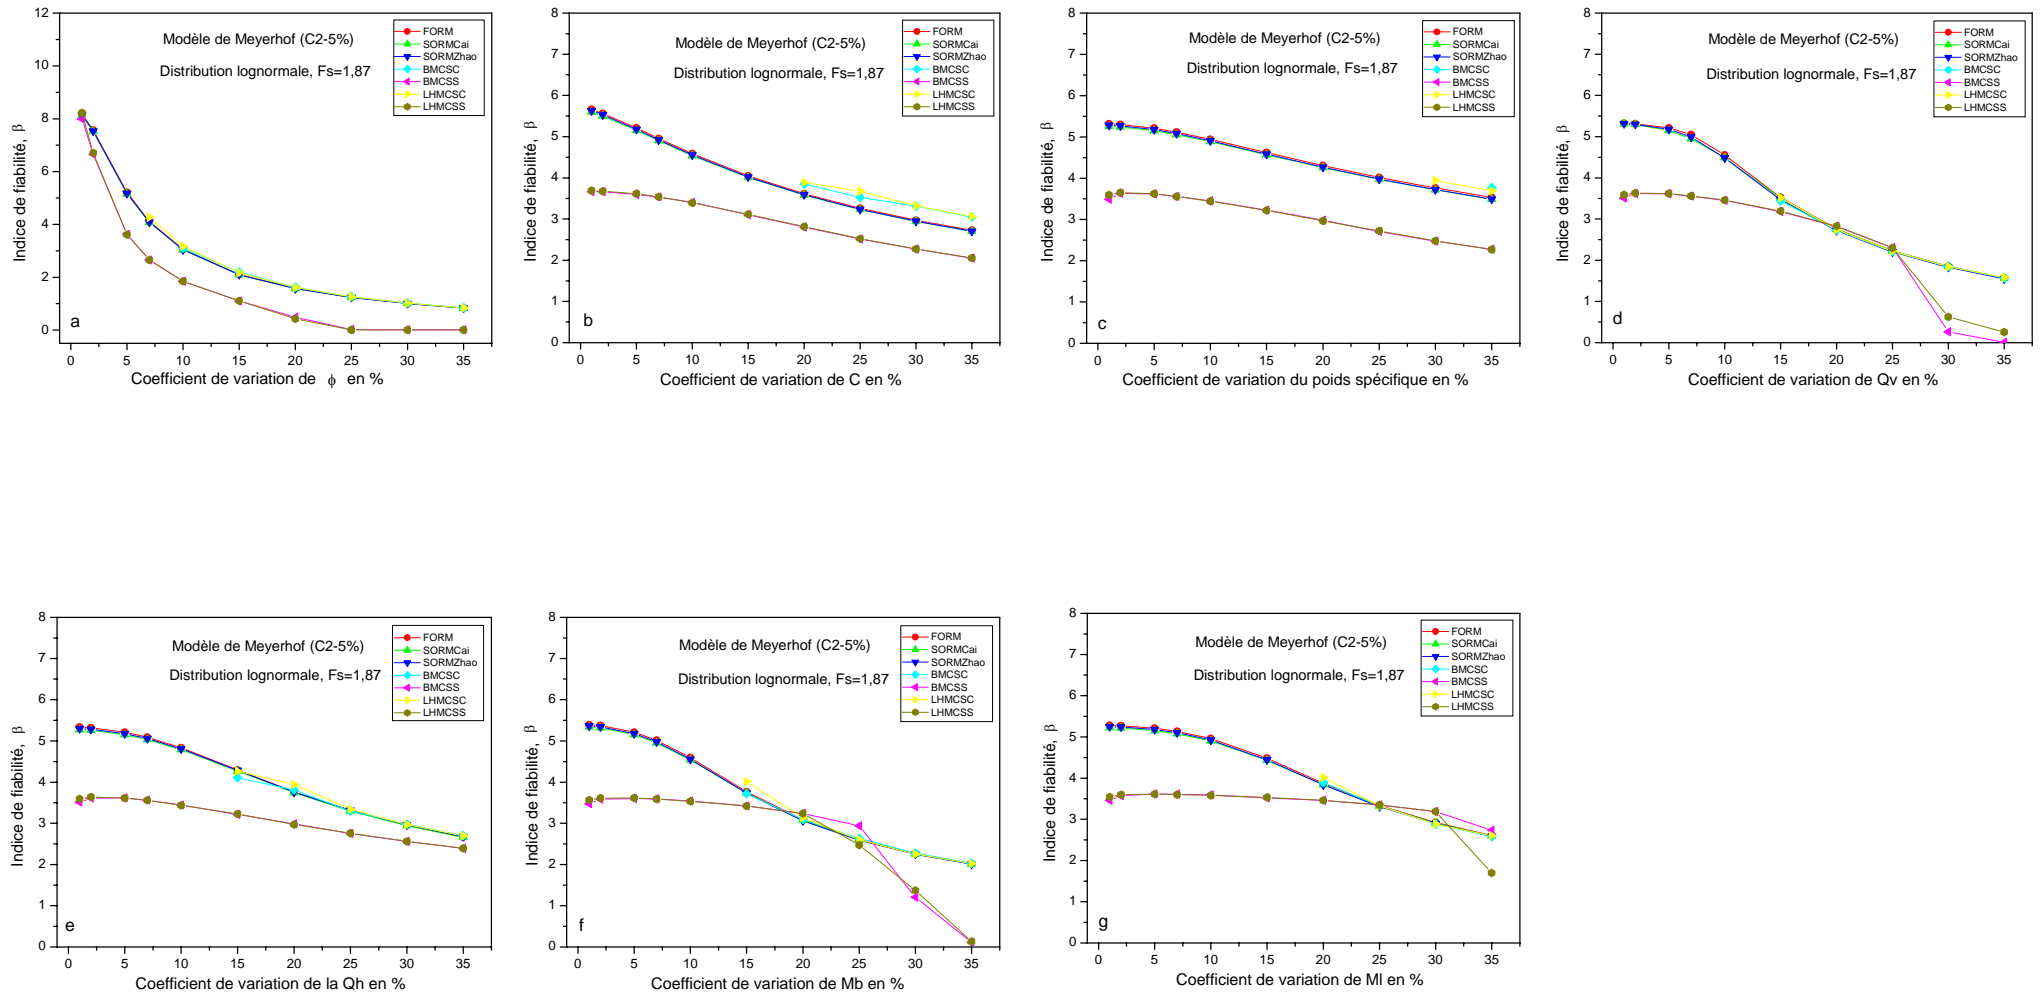 Modèle de Meyerhof (C2-5%)
Distribution lognormale, Fs=1,87
FORM
SORMCai
SORMZhao
BMCSC
BMCSS
LHMCSC
LHMCSS
Indice de fiabilité, β
12
10
8
6
4
2
0
a
0 5 10 15 20 25 30 35
Coefficient de variation de ϕ en %
Modèle de Meyerhof (C2-5%)
Distribution lognormale, Fs=1,87
FORM
SORMCai
SORMZhao
BMCSC
BMCSS
LHMCSC
LHMCSS
Indice de fiabilité, β
8
7
6
5
4
3
2
1
0
b
0 5 10 15 20 25 30 35
Coefficient de variation de C en %
Modèle de Meyerhof (C2-5%)
Distribution lognormale, Fs=1,87
FORM
SORMCai
SORMZhao
BMCSC
BMCSS
LHMCSC
LHMCSS
Indice de fiabilité, β
8
7
6
5
4
3
2
1
0
c
0 5 10 15 20 25 30 35
Coefficient de variation du poids spécifique en %
Modèle de Meyerhof (C2-5%)
Distribution lognormale, Fs=1,87
FORM
SORMCai
SORMZhao
BMCSC
BMCSS
LHMCSC
LHMCSS
Indice de fiabilité, β
8
7
6
5
4
3
2
1
0
d
0 5 10 15 20 25 30 35
Coefficient de variation de Qv en %
Modèle de Meyerhof (C2-5%)
Distribution lognormale, Fs=1,87
FORM
SORMCai
SORMZhao
BMCSC
BMCSS
LHMCSC
LHMCSS
Indice de fiabilité, β
8
7
6
5
4
3
2
1
0
e
0 5 10 15 20 25 30 35
Coefficient de variation de la Qh en %
Modèle de Meyerhof (C2-5%)
Distribution lognormale, Fs=1,87
FORM
SORMCai
SORMZhao
BMCSC
BMCSS
LHMCSC
LHMCSS
Indice de fiabilité, β
8
7
6
5
4
3
2
1
0
f
0 5 10 15 20 25 30 35
Coefficient de variation de Mb en %
Modèle de Meyerhof (C2-5%)
Distribution lognormale, Fs=1,87
FORM
SORMCai
SORMZhao
BMCSC
BMCSS
LHMCSC
LHMCSS
Indice de fiabilité, β
8
7
6
5
4
3
2
1
0
g
0 5 10 15 20 25 30 35
Coefficient de variation de Ml en %